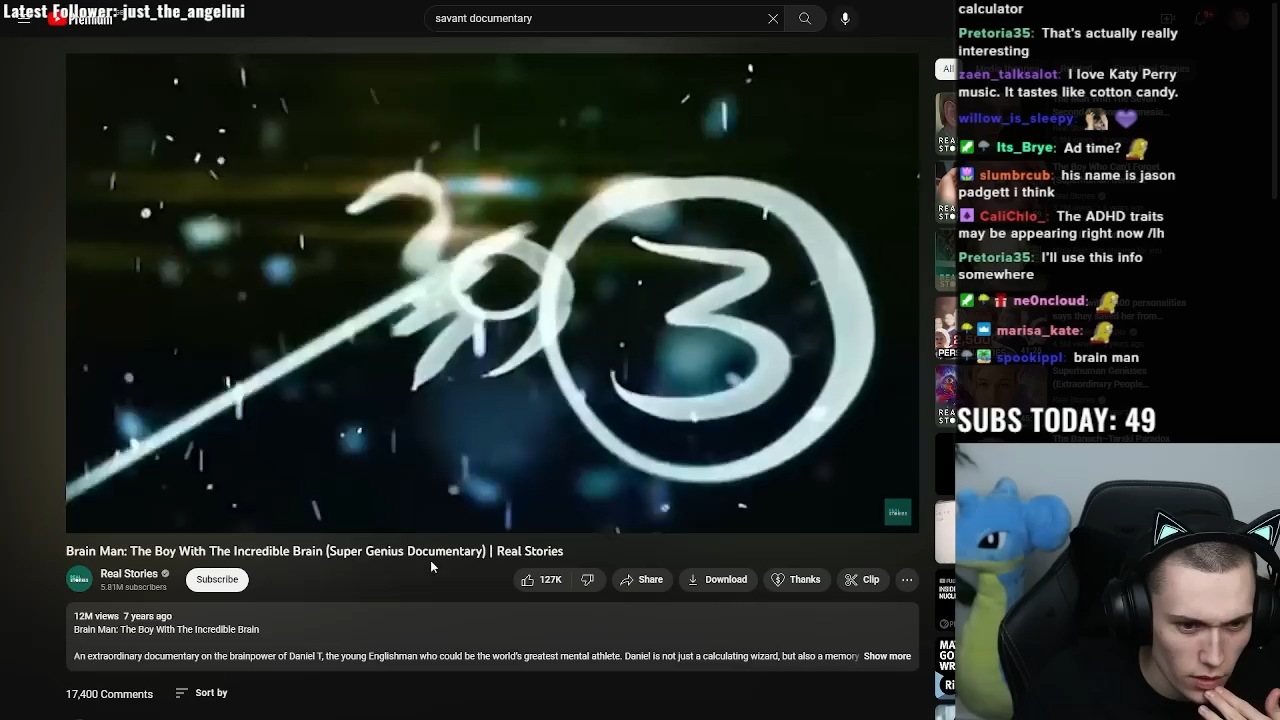 Latest Follower: just_the_angelini
Premium
savant documentary
All
3
Brain Man: The Boy With The Incredible Brain (Super Genius Documentary) | Real Stories
Real Stories
5.81M subscribers
Subscribe
127K
Share
Download
Thanks
Clip
12M views 7 years ago
Brain Man: The Boy With The Incredible Brain
An extraordinary documentary on the brainpower of Daniel T, the young Englishman who could be the world's greatest mental athlete. Daniel is not just a calculating wizard, but also a memory Show more
17,400 Comments
Sort by
calculator
Pretoria35: That's actually really
interesting
zaen_talksalot: I love Katy Perry
music. It tastes like cotton candy.
willow_is_sleepy
Its_Brye: Ad time?
slumbrcub: his name is jason
padgett i think
CaliChlo_: The ADHD traits
may be appearing right now /lh
Pretoria35: I'll use this info
somewhere
ne0ncloud:
marisa_kate:
spookippl: brain man
SUBS TODAY: 49